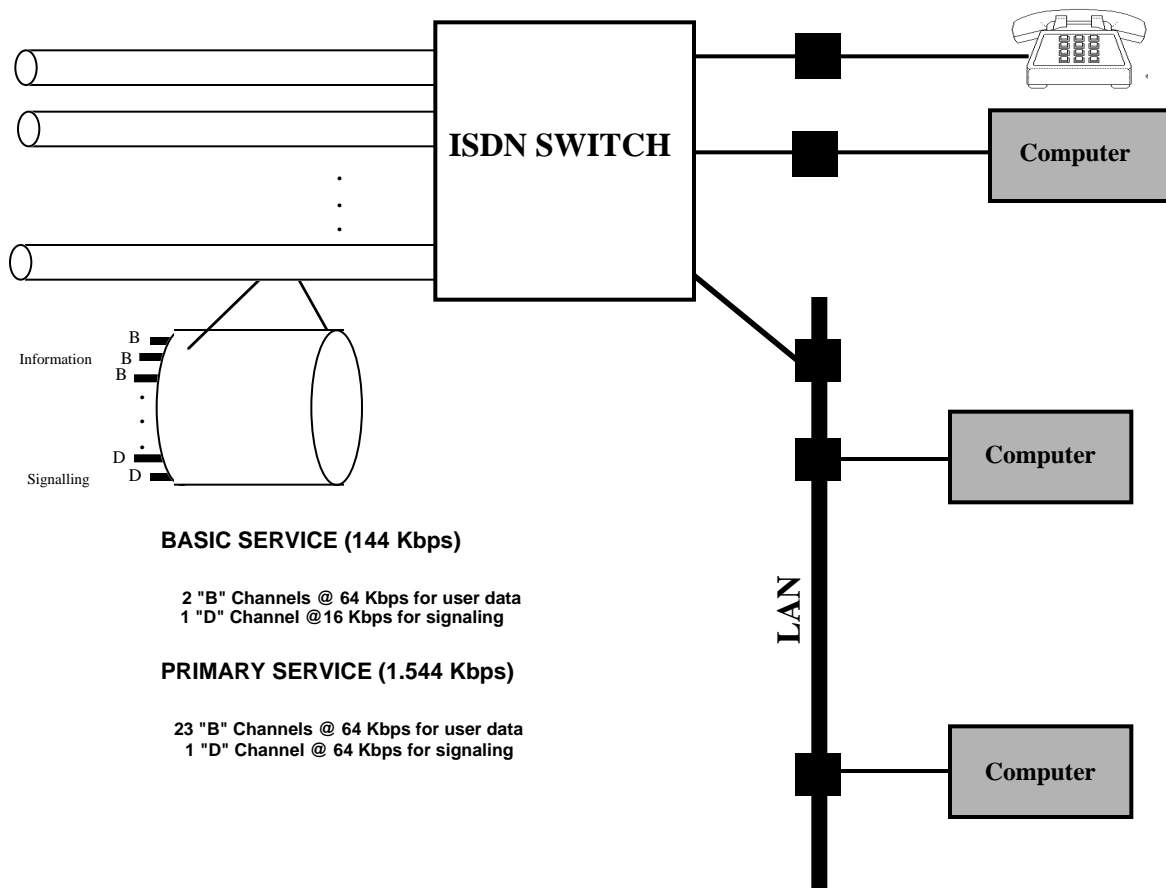 ISDN SWITCH
Computer
B
Information
B
B
D
Signalling
D
Computer
BASIC SERVICE (144 Kbps)
2 "B" Channels @ 64 Kbps for user data
1 "D" Channel @16 Kbps for signaling
LAN
PRIMARY SERVICE (1.544 Kbps)
23 "B" Channels @ 64 Kbps for user data
1 "D" Channel @ 64 Kbps for signaling
Computer